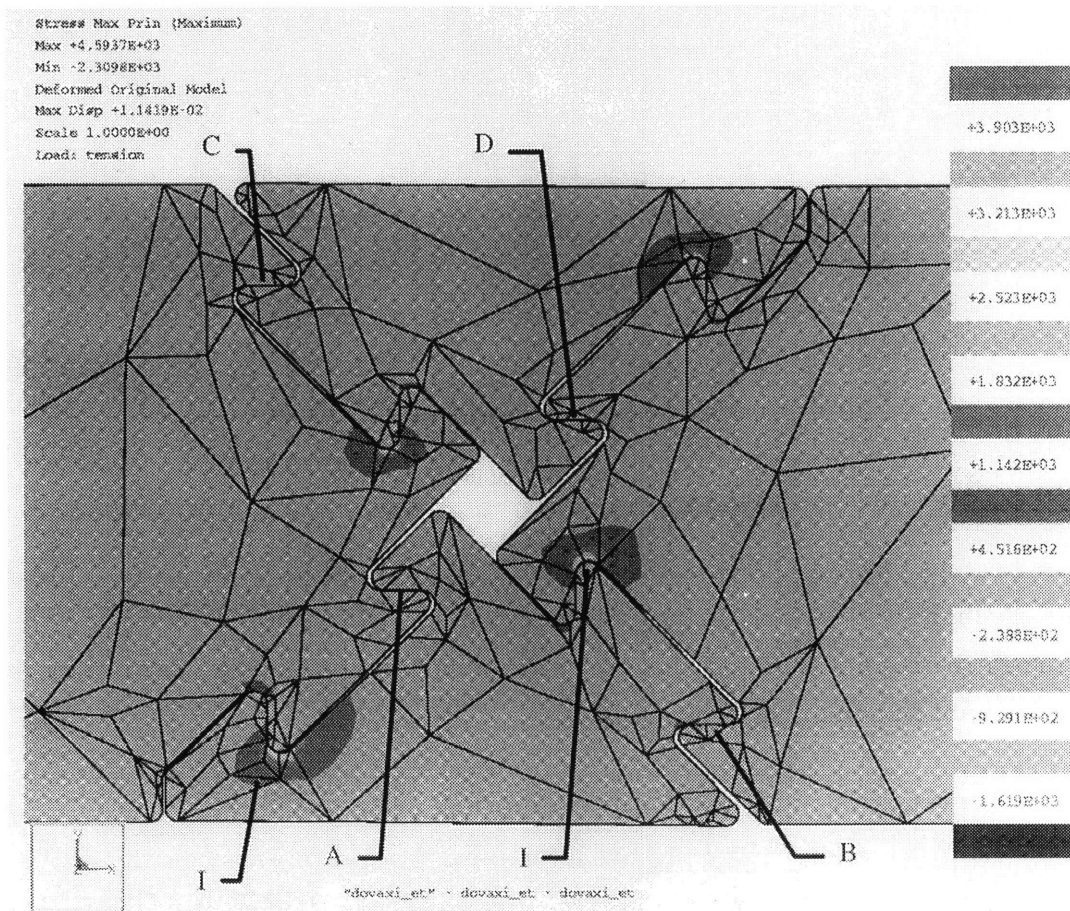 Stress Max Prin (Maximum)
Max +4.5937E+03
Min -2.3098E+03
Deformed Original Model
Max Disp +1.1419E-02
Scale 1.0000E+00
Load: tension
C
D
+3.903E+03
+3.213E+03
+2.523E+03
+1.832E+03
+1.142E+03
+4.516E+02
-2.388E+02
-9.291E+02
-1.619E+03
Y
X
I
A
I
B
"dovaxi_et" - dovaxi_et - dovaxi_et